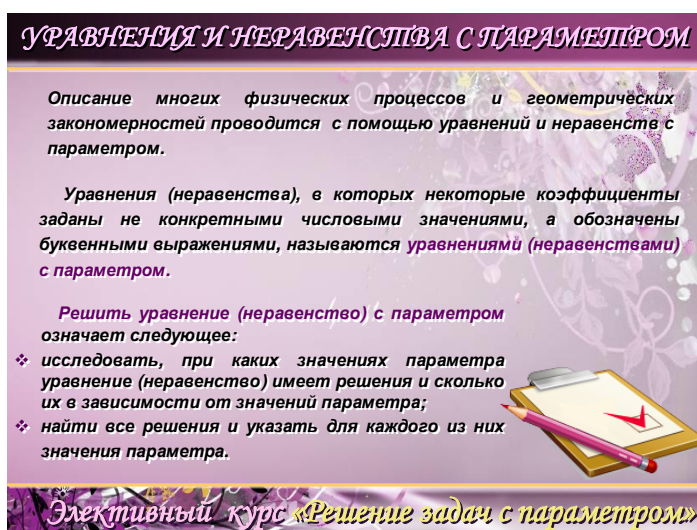 УРАВНЕНИЯ И НЕРАВЕНСТВА С ПАРАМЕТРОМ
Описание многих физических процессов и геометрических
закономерностей проводится с помощью уравнений и неравенств с
параметром.
Уравнения (неравенства), в которых некоторые коэффициенты
заданы не конкретными числовыми значениями, а обозначены
буквенными выражениями, называются уравнениями (неравенствами)
с параметром.
Решить уравнение (неравенство) с параметром
означает следующее:
❖ исследовать, при каких значениях параметра
уравнение (неравенство) имеет решения и сколько
их в зависимости от значений параметра;
❖ найти все решения и указать для каждого из них
значения параметра.
Элективный курс «Решение задач с параметром»